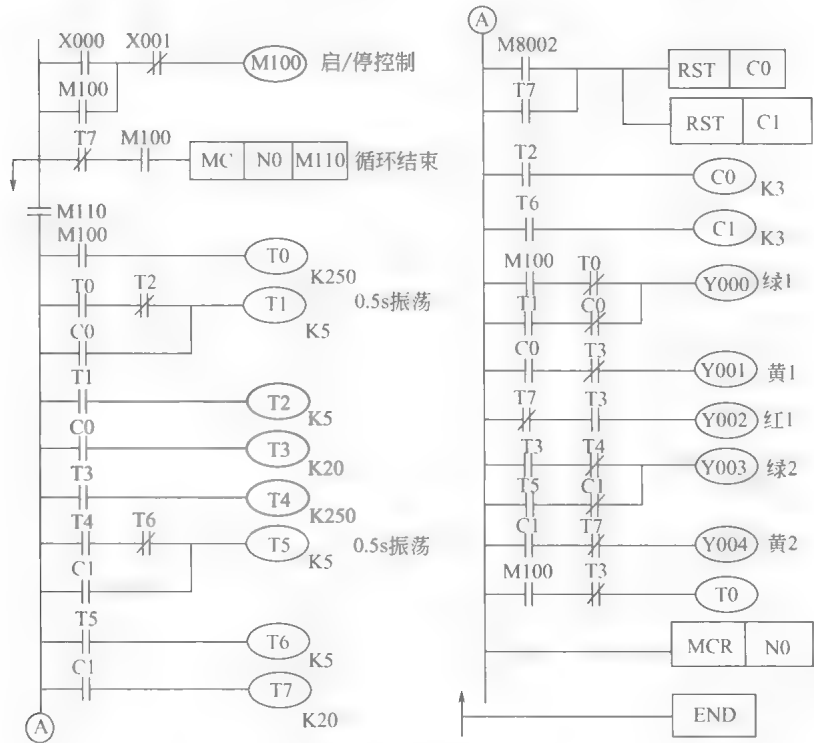 X000 X001
M100 启/停控制
M100
T7 M100
MC N0 M110 循环结束
M110
M100
T0
K250
T0 T2
T1 0.5s振荡
K5
C0
T1
T2
K5
C0
T3
K20
T3
T4
K250
T4 T6
T5 0.5s振荡
K5
C1
T5
T6
K5
C1
T7
K20
A
A
M8002
RST C0
T7
RST C1
T2
C0
K3
T6
C1
K3
M100 T0
Y000 绿1
T1 C0
C0 T3
Y001 黄1
T7 T3
Y002 红1
T3 T4
Y003 绿2
T5 C1
C1 T7
Y004 黄2
M100 T3
T0
MCR N0
END